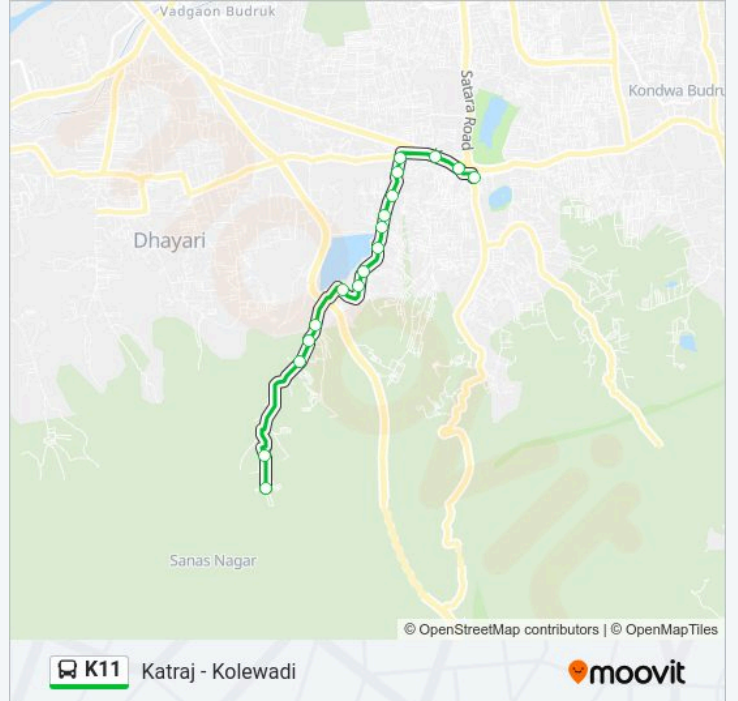 Vadgaon Budruk
Satara Road
Kondwa Budru
Dhayari
Sanas Nagar
© OpenStreetMap contributors | © OpenMapTiles
K11 Katraj - Kolewadi
moovit